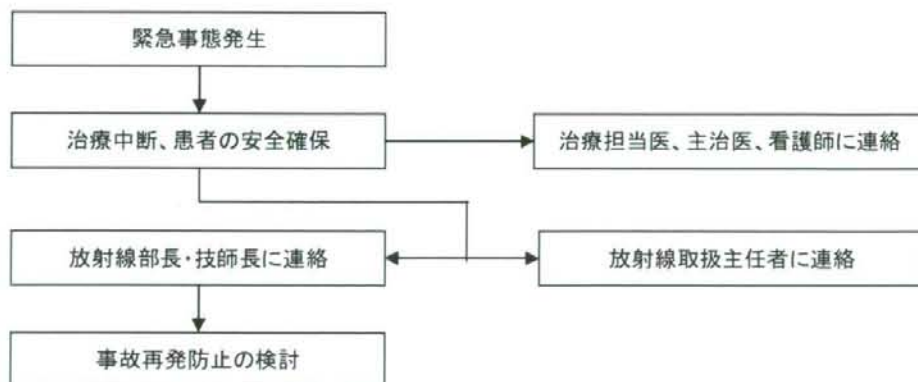 緊急事態発生
治療中断、患者の安全確保
治療担当医、主治医、看護師に連絡
放射線部長・技師長に連絡
放射線取扱主任者に連絡
事故再発防止の検討